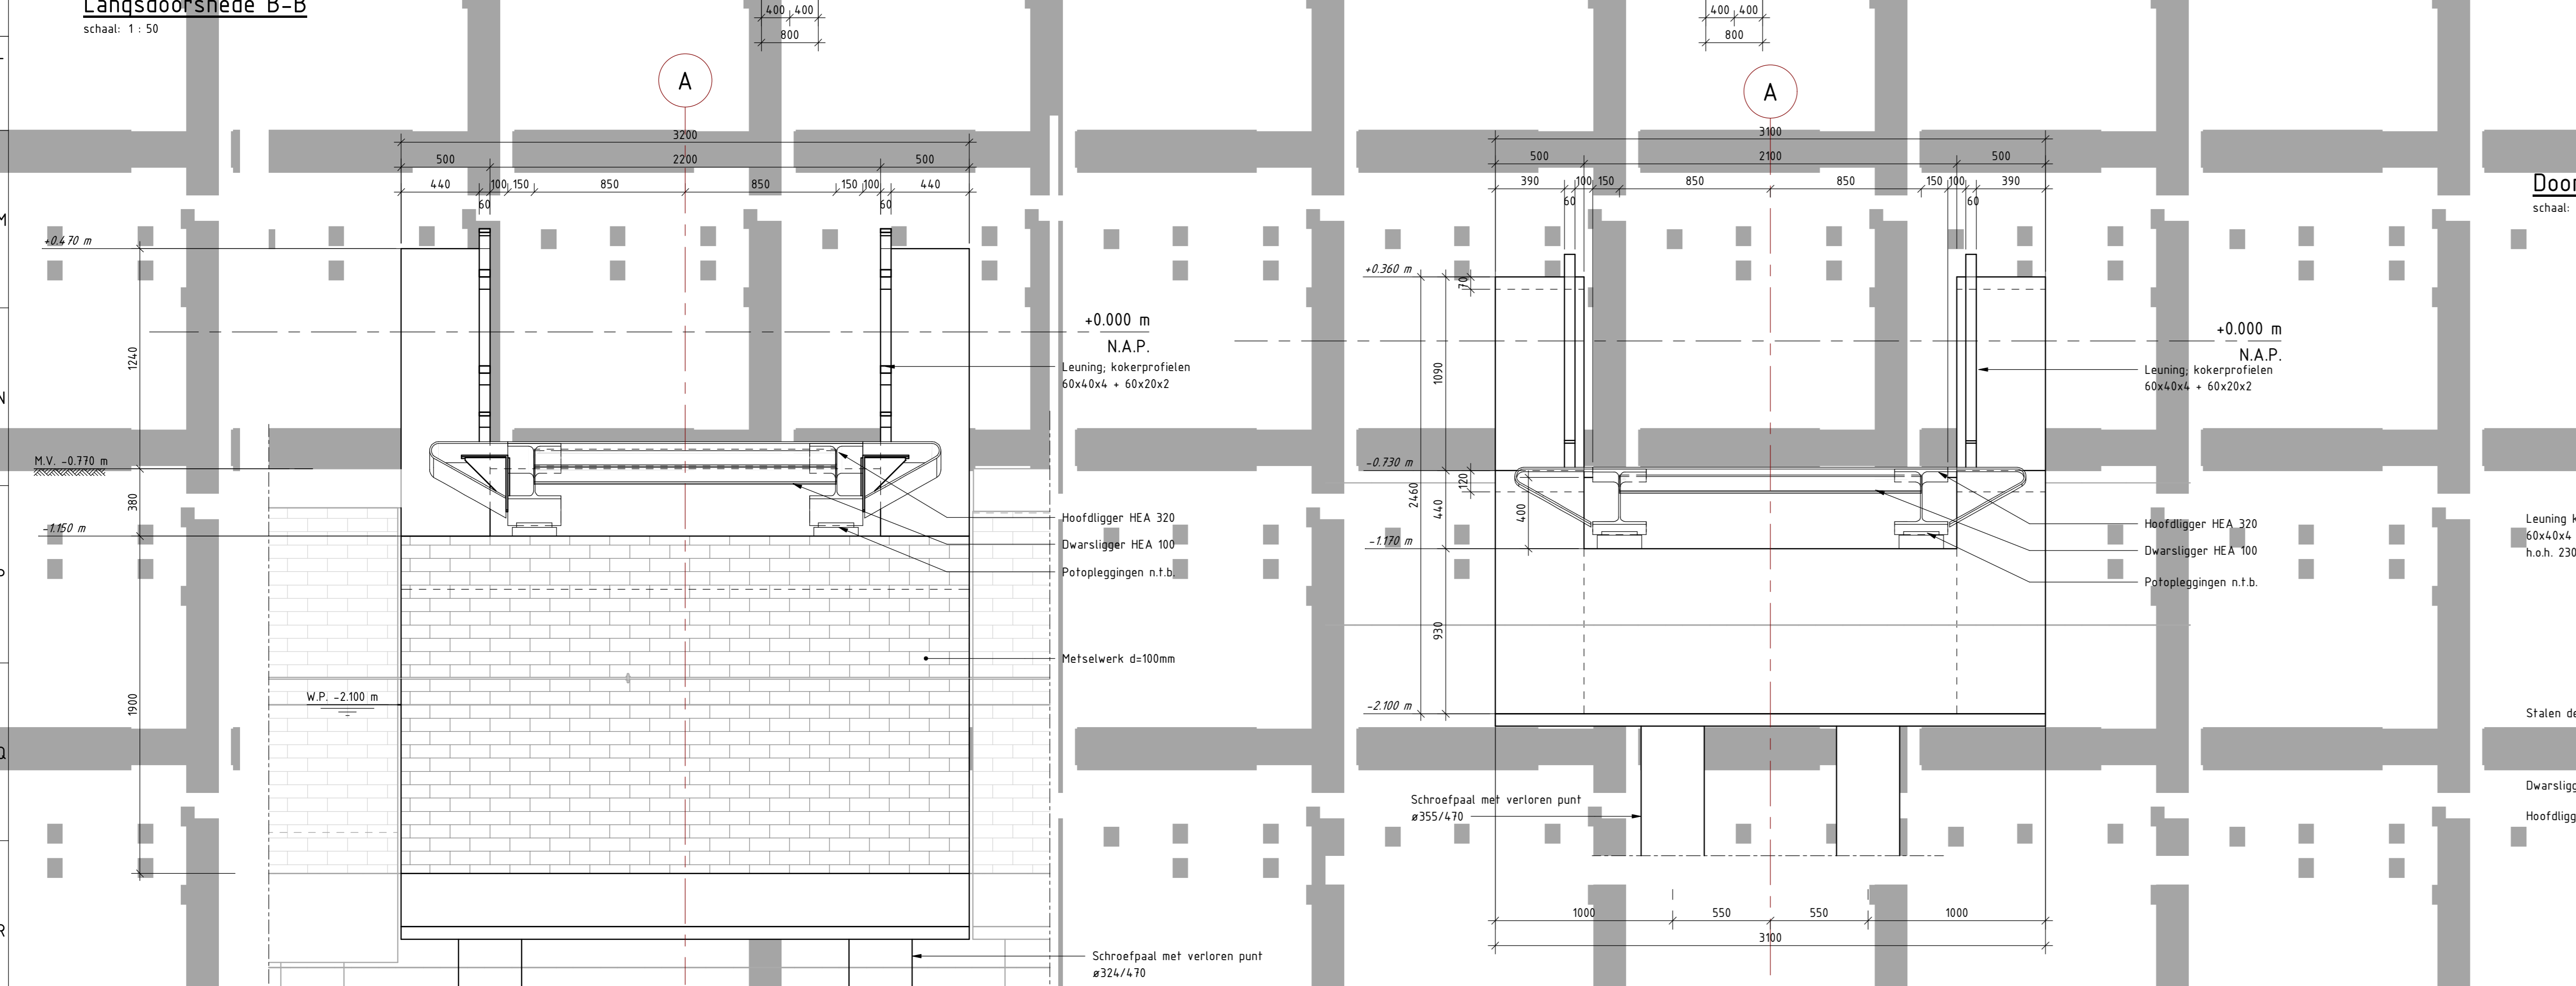 Langsdoorsnede B-B
schaal: 1 : 50
400 400
800
A
3200
500 2200 500
440 100 150 850 850 150 100 440
60 60
+0.470 m
1240
+0.000 m
N.A.P.
Leuning; kokerprofielen
60x40x4 + 60x20x2
M.V. -0.770 m
380
-1.150 m
Hoofdligger HEA 320
Dwarsligger HEA 100
Potopleggingen n.t.b.
Metselwerk d=100mm
W.P. -2.100 m
1900
Schroefpaal met verloren punt
ø324/470
400 400
800
A
3100
500 2100 500
390 100 150 850 850 150 100 390
60 60
+0.360 m
70
+0.000 m
N.A.P.
1090
Leuning; kokerprofielen
60x40x4 + 60x20x2
-0.730 m
120
2460
440
400
Hoofdligger HEA 320
Dwarsligger HEA 100
-1.170 m
Potopleggingen n.t.b.
930
-2.100 m
Schroefpaal met verloren punt
ø355/470
1000 550 550 1000
3100
Door
schaal:
Leuning k
60x40x4
h.o.h. 230
Stalen de
Dwarsligg
Hoofdligg
M
N
Q
R